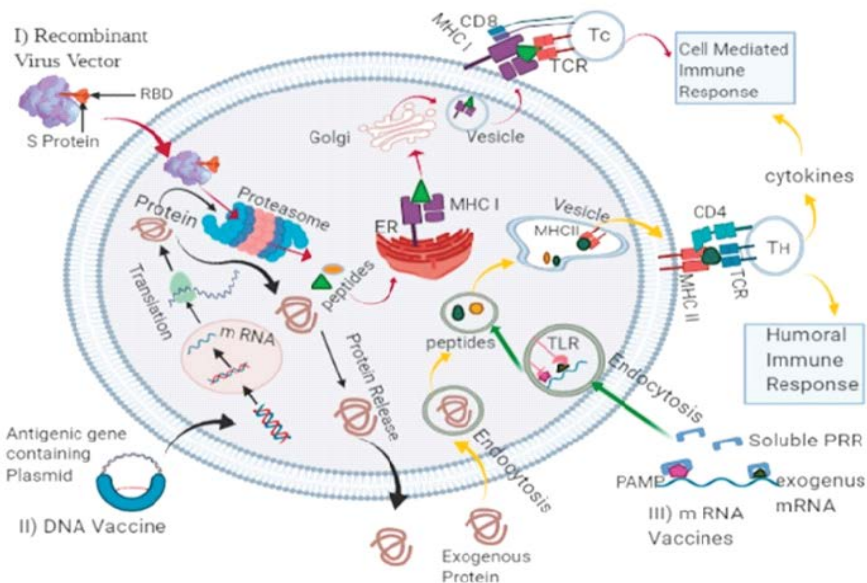 I) Recombinant
Virus Vector
RBD
S Protein
Protein
Proteasome
Translation
m RNA
peptides
Protein Release
Antigenic gene
containing
Plasmid
II) DNA Vaccine
Golgi
Vesicle
ER
MHC I
CD8
MHC I
TCR
Tc
Cell Mediated
Immune
Response
cytokines
Vesicle
MHCII
CD4
TH
MHC II
TCR
Humoral
Immune
Response
peptides
TLR
Endocytosis
Endocytosis
Exogenous
Protein
Soluble PRR
PAMP
exogenus
mRNA
III) m RNA
Vaccines